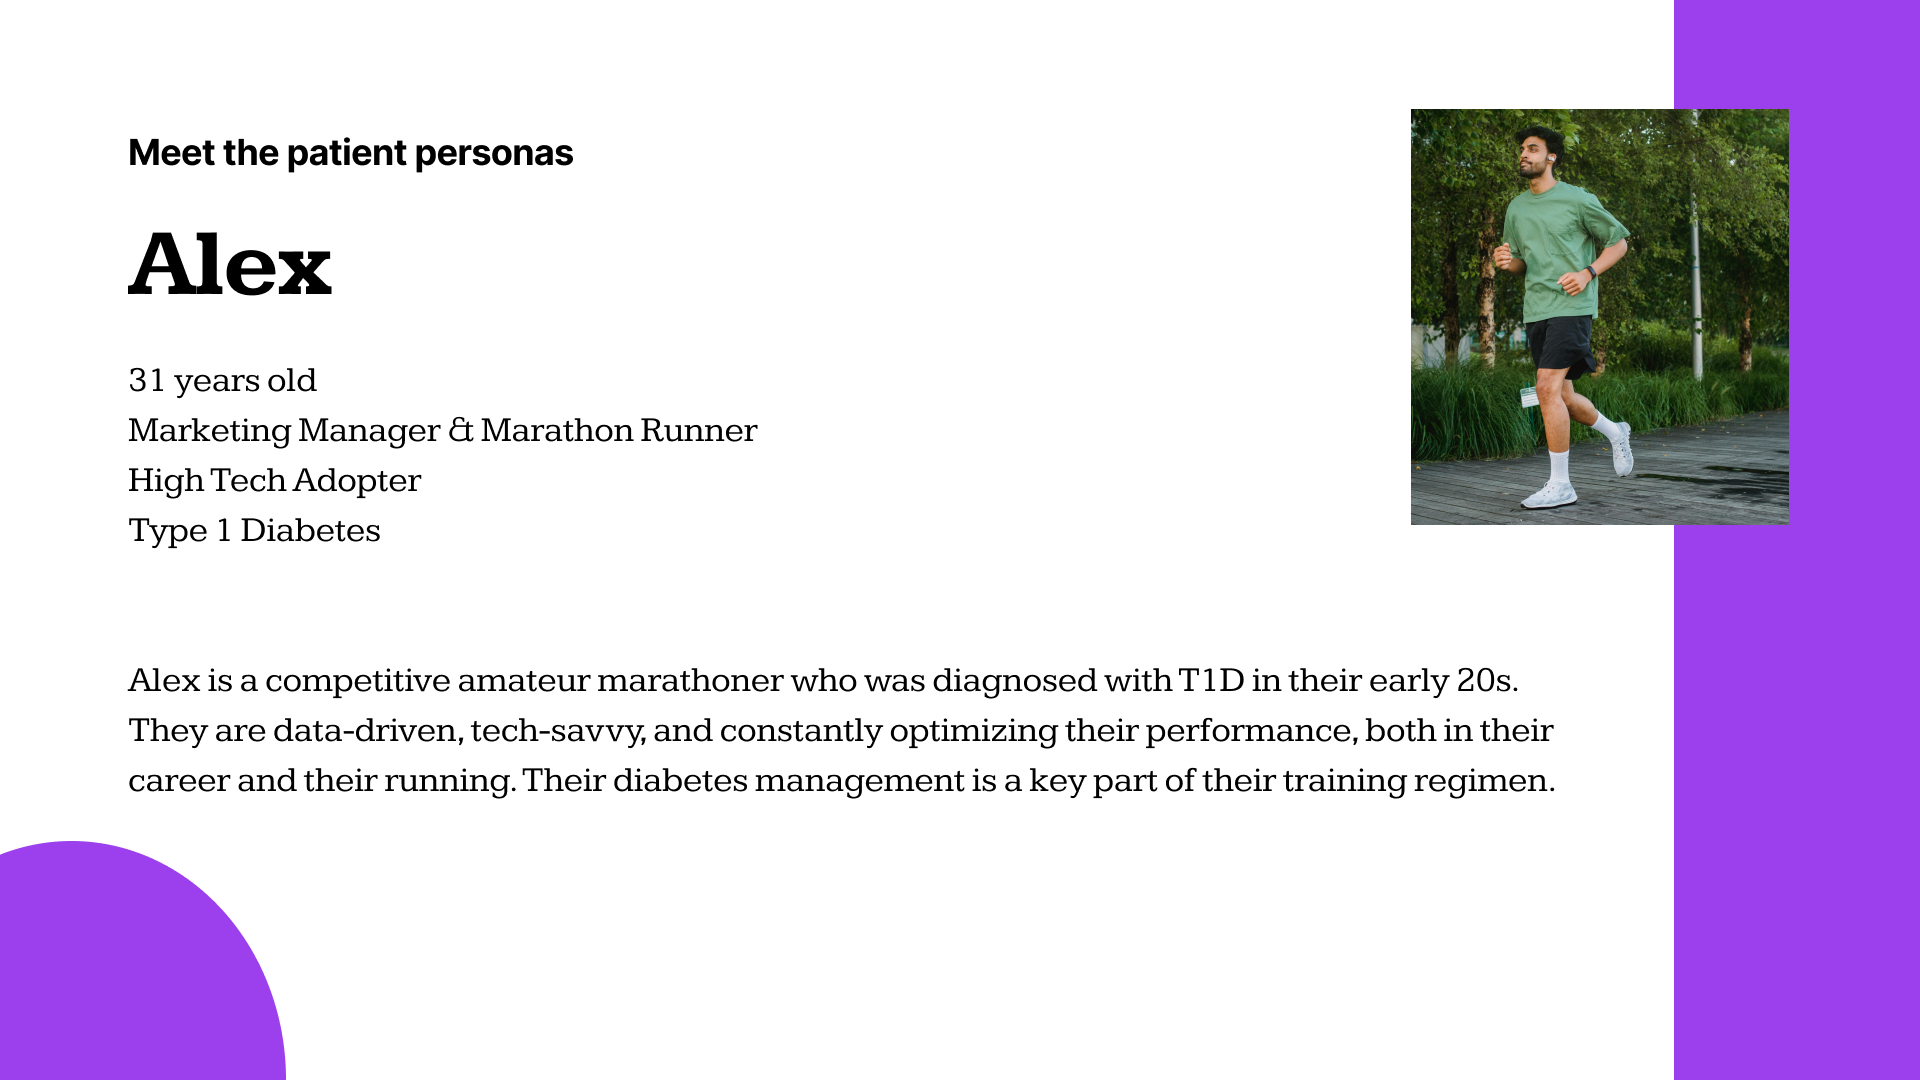 Meet the patient personas
Alex
31 years old
Marketing Manager & Marathon Runner
High Tech Adopter
Type 1 Diabetes
Alex is a competitive amateur marathoner who was diagnosed with T1D in their early 20s.
They are data-driven, tech-savvy, and constantly optimizing their performance, both in their
career and their running. Their diabetes management is a key part of their training regimen.